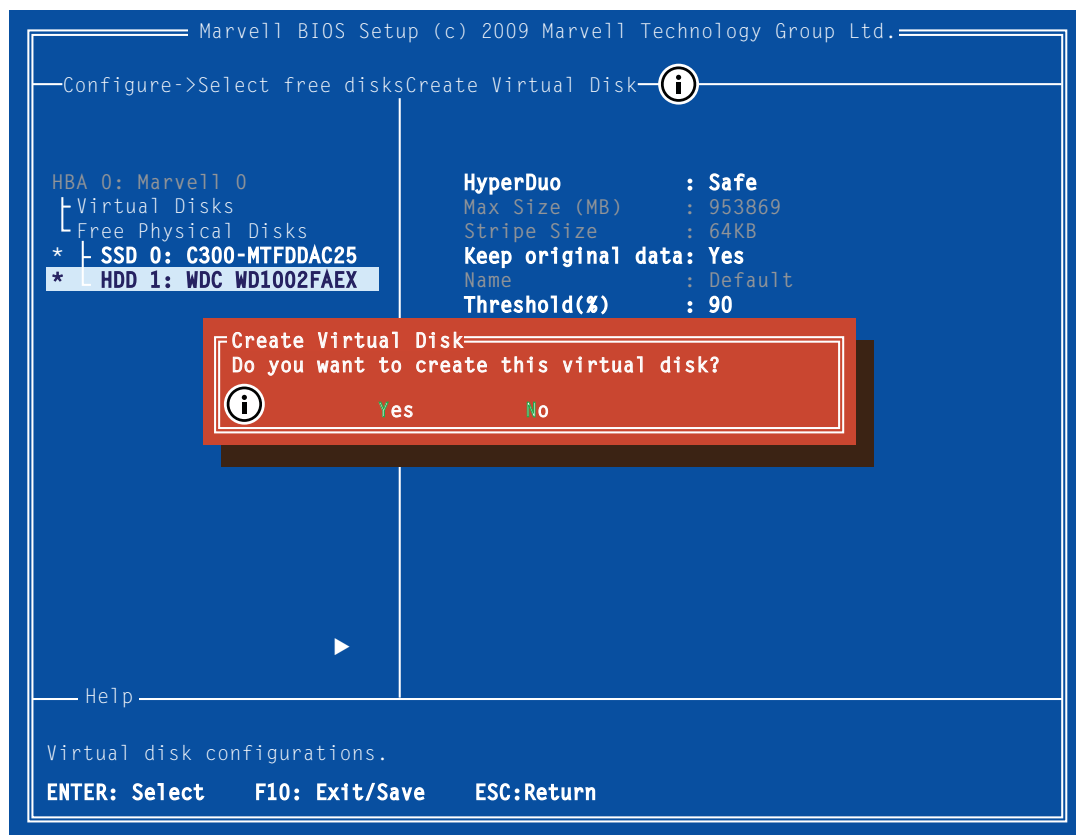 Marvell BIOS Setup (c) 2009 Marvell Technology Group Ltd.
Configure->Select free disksCreate Virtual Disk
i
HBA 0: Marvell 0
Virtual Disks
Free Physical Disks
* SSD 0: C300-MTFDDAC25
* HDD 1: WDC WD1002FAEX
HyperDuo : Safe
Max Size (MB) : 953869
Stripe Size : 64KB
Keep original data: Yes
Name : Default
Threshold(%) : 90
Create Virtual Disk
Do you want to create this virtual disk?
i
Yes No
Help
Virtual disk configurations.
ENTER: Select F10: Exit/Save ESC:Return